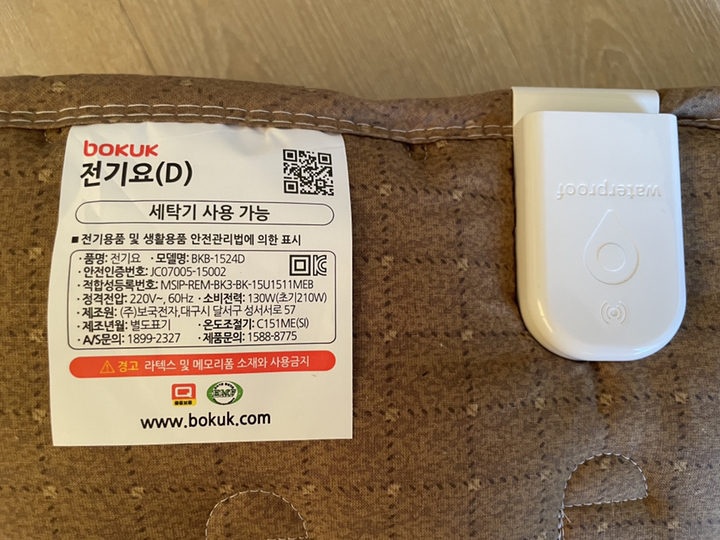 bokuk
전기요(D)
세탁기 사용 가능
■ 전기용품 및 생활용품 안전관리법에 의한 표시
· 품명: 전기요 · 모델명: BKB-1524D
· 안전인증번호: JC07005-15002
· 적합성등록번호: MSIP-REM-BK3-BK-15U1511MEB
· 정격전압: 220V~, 60Hz · 소비전력: 130W(초기210W)
· 제조원: (주)보국전자,대구시 달서구 성서서로 57
· 제조년월: 별도표기 · 온도조절기: C151ME(SI)
· A/S문의: 1899-2327 · 제품문의: 1588-8775
⚠ 경고 라텍스 및 메모리폼 소재와 사용금지
EMF
www.bokuk.com
waterproof